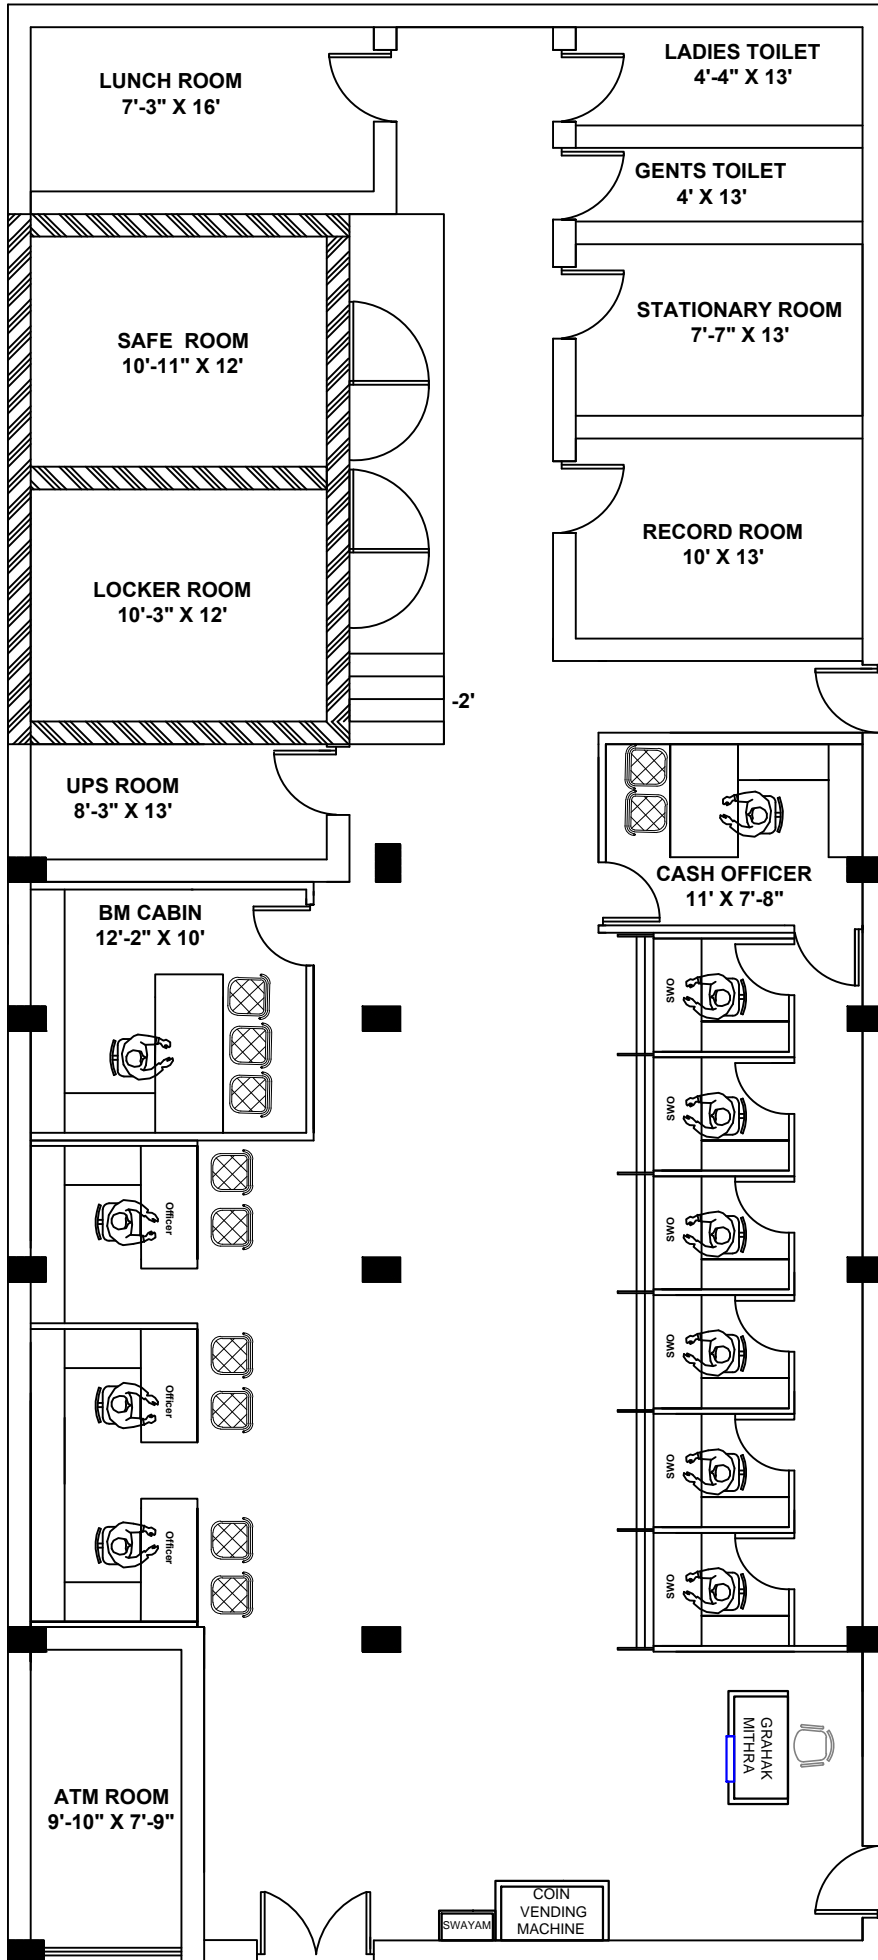 LUNCH ROOM
7'-3" X 16'
LADIES TOILET
4'-4" X 13'
GENTS TOILET
4' X 13'
STATIONARY ROOM
7'-7" X 13'
SAFE ROOM
10'-11" X 12'
RECORD ROOM
10' X 13'
LOCKER ROOM
10'-3" X 12'
-2'
UPS ROOM
8'-3" X 13'
CASH OFFICER
11' X 7'-8"
BM CABIN
12'-2" X 10'
SWO
SWO
Officer
SWO
SWO
Officer
SWO
Officer
SWO
GRAHAK
MITHRA
ATM ROOM
9'-10" X 7'-9"
SWAYAM
COIN
VENDING
MACHINE